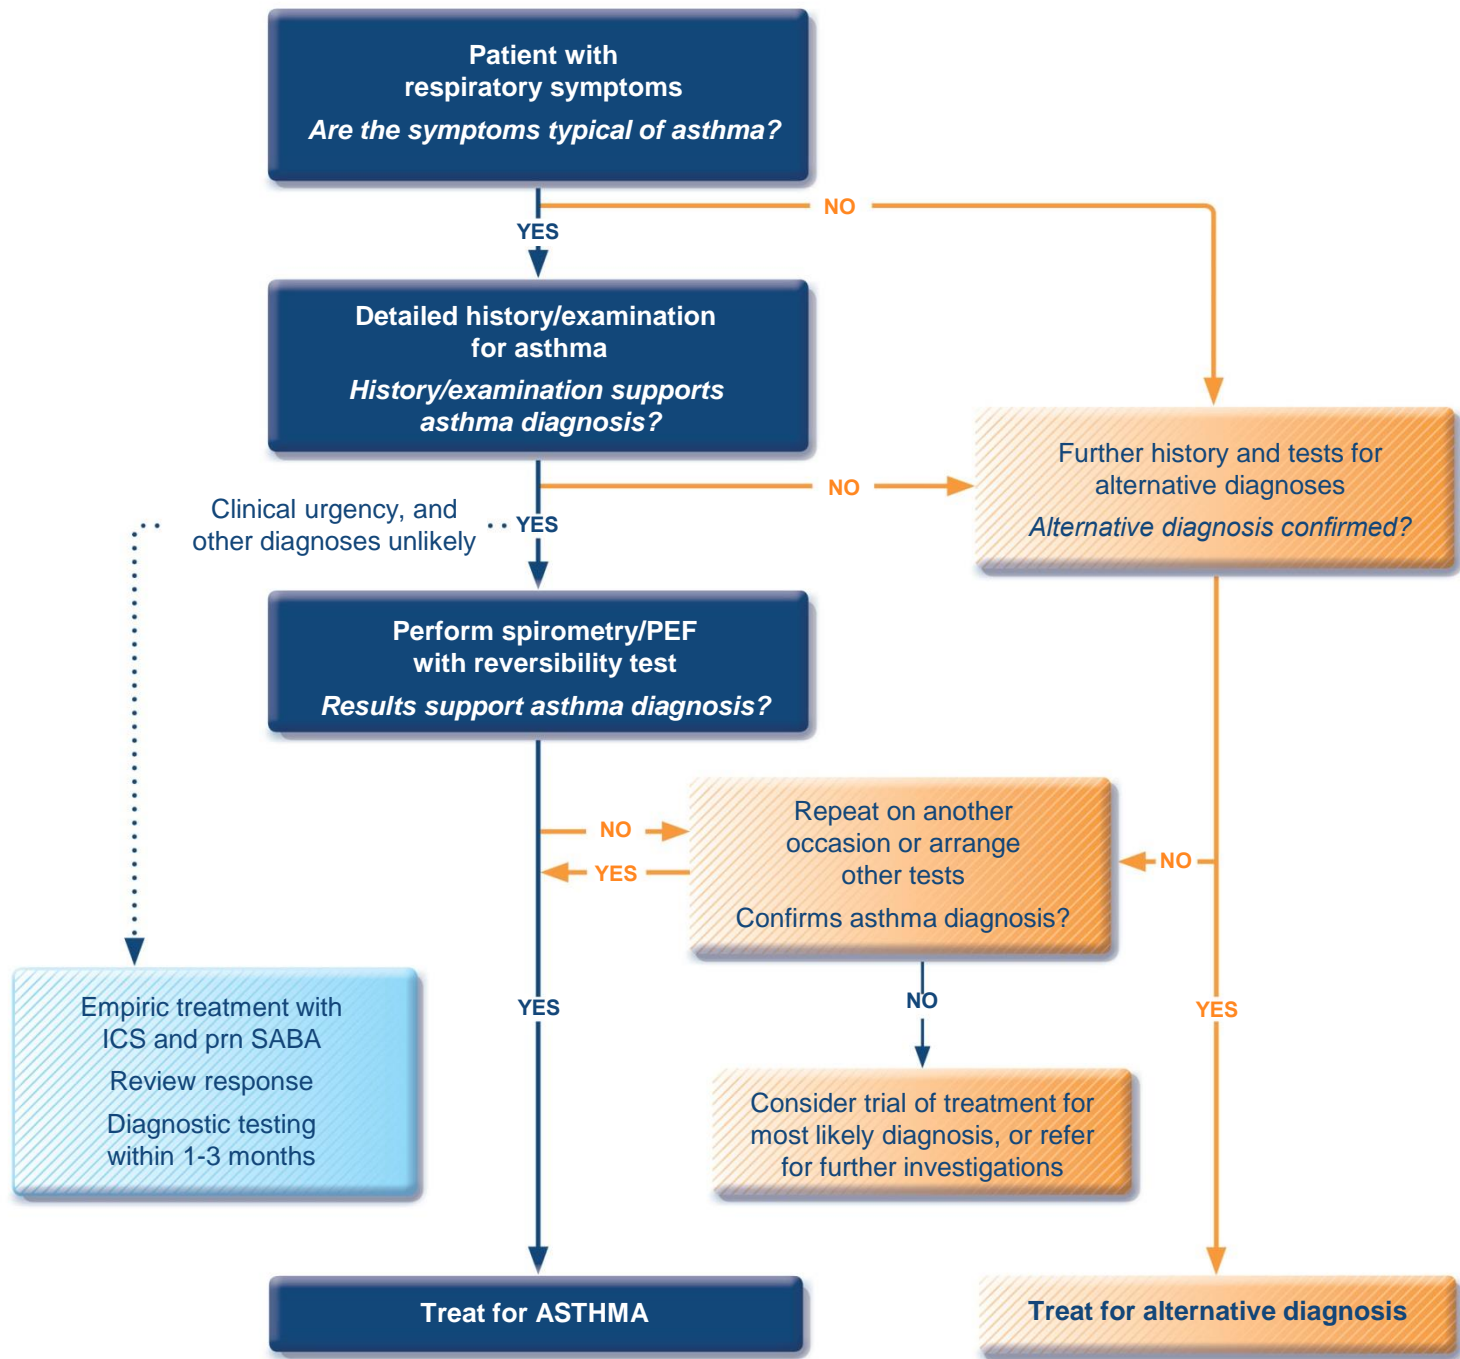 Patient with
respiratory symptoms
Are the symptoms typical of asthma?
NO
YES
Detailed history/examination
for asthma
History/examination supports
asthma diagnosis?
Further history and tests for
alternative diagnoses
Alternative diagnosis confirmed?
NO
Clinical urgency, and
other diagnoses unlikely
YES
Perform spirometry/PEF
with reversibility test
Results support asthma diagnosis?
Repeat on another
occasion or arrange
other tests
Confirms asthma diagnosis?
NO
YES
NO
Empiric treatment with
ICS and prn SABA
Review response
Diagnostic testing
within 1-3 months
YES
NO
YES
Consider trial of treatment for
most likely diagnosis, or refer
for further investigations
Treat for ASTHMA
Treat for alternative diagnosis